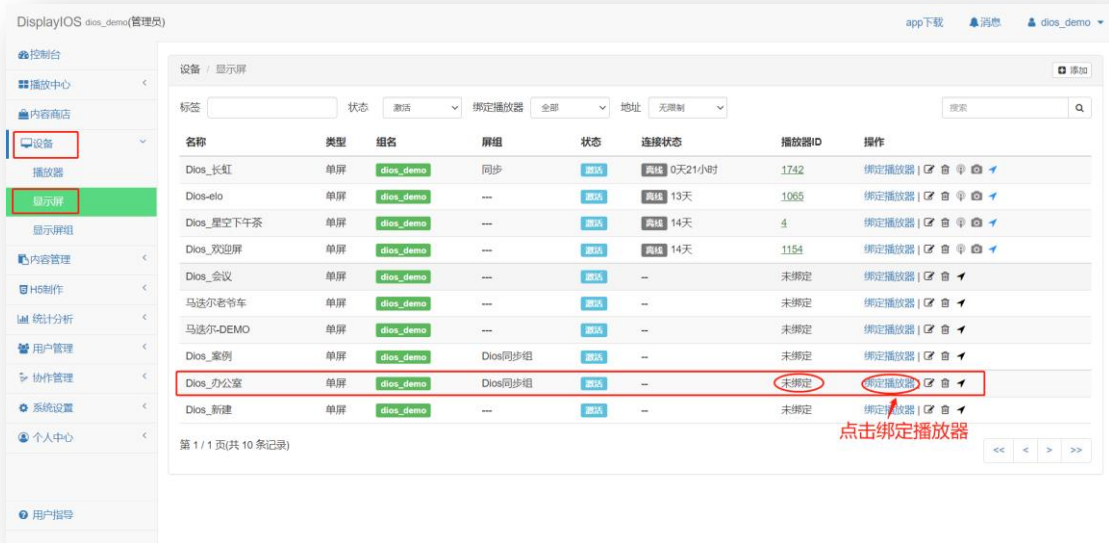 DisplayIOS dios_demo(管理员) app下载 消息 dios_demo
控制台
播放中心
内容商店
设备
播放器
显示屏
显示屏组
内容管理
H5制作
统计分析
用户管理
协作管理
系统设置
个人中心
用户指导
设备 / 显示屏 添加
标签 状态 激活 绑定播放器 全部 地址 无限制 搜索
名称 类型 组名 屏组 状态 连接状态 播放器ID 操作
Dios_长虹 单屏 dios_demo 同步 激活 离线 0天21小时 1742 绑定播放器 |
Dios-elo 单屏 dios_demo --- 激活 离线 13天 1065 绑定播放器 |
Dios_星空下午茶 单屏 dios_demo --- 激活 离线 14天 4 绑定播放器 |
Dios_欢迎屏 单屏 dios_demo --- 激活 离线 14天 1154 绑定播放器 |
Dios_会议 单屏 dios_demo --- 激活 -- 未绑定 绑定播放器 |
马迭尔老爷车 单屏 dios_demo --- 激活 -- 未绑定 绑定播放器 |
马迭尔-DEMO 单屏 dios_demo --- 激活 -- 未绑定 绑定播放器 |
Dios_案例 单屏 dios_demo Dios同步组 激活 -- 未绑定 绑定播放器 |
Dios_办公室 单屏 dios_demo Dios同步组 激活 -- 未绑定 绑定播放器
Dios_新建 单屏 dios_demo --- 激活 -- 未绑定 绑定播放器 |
点击绑定播放器
第 1 / 1 页(共 10 条记录) << < > >>